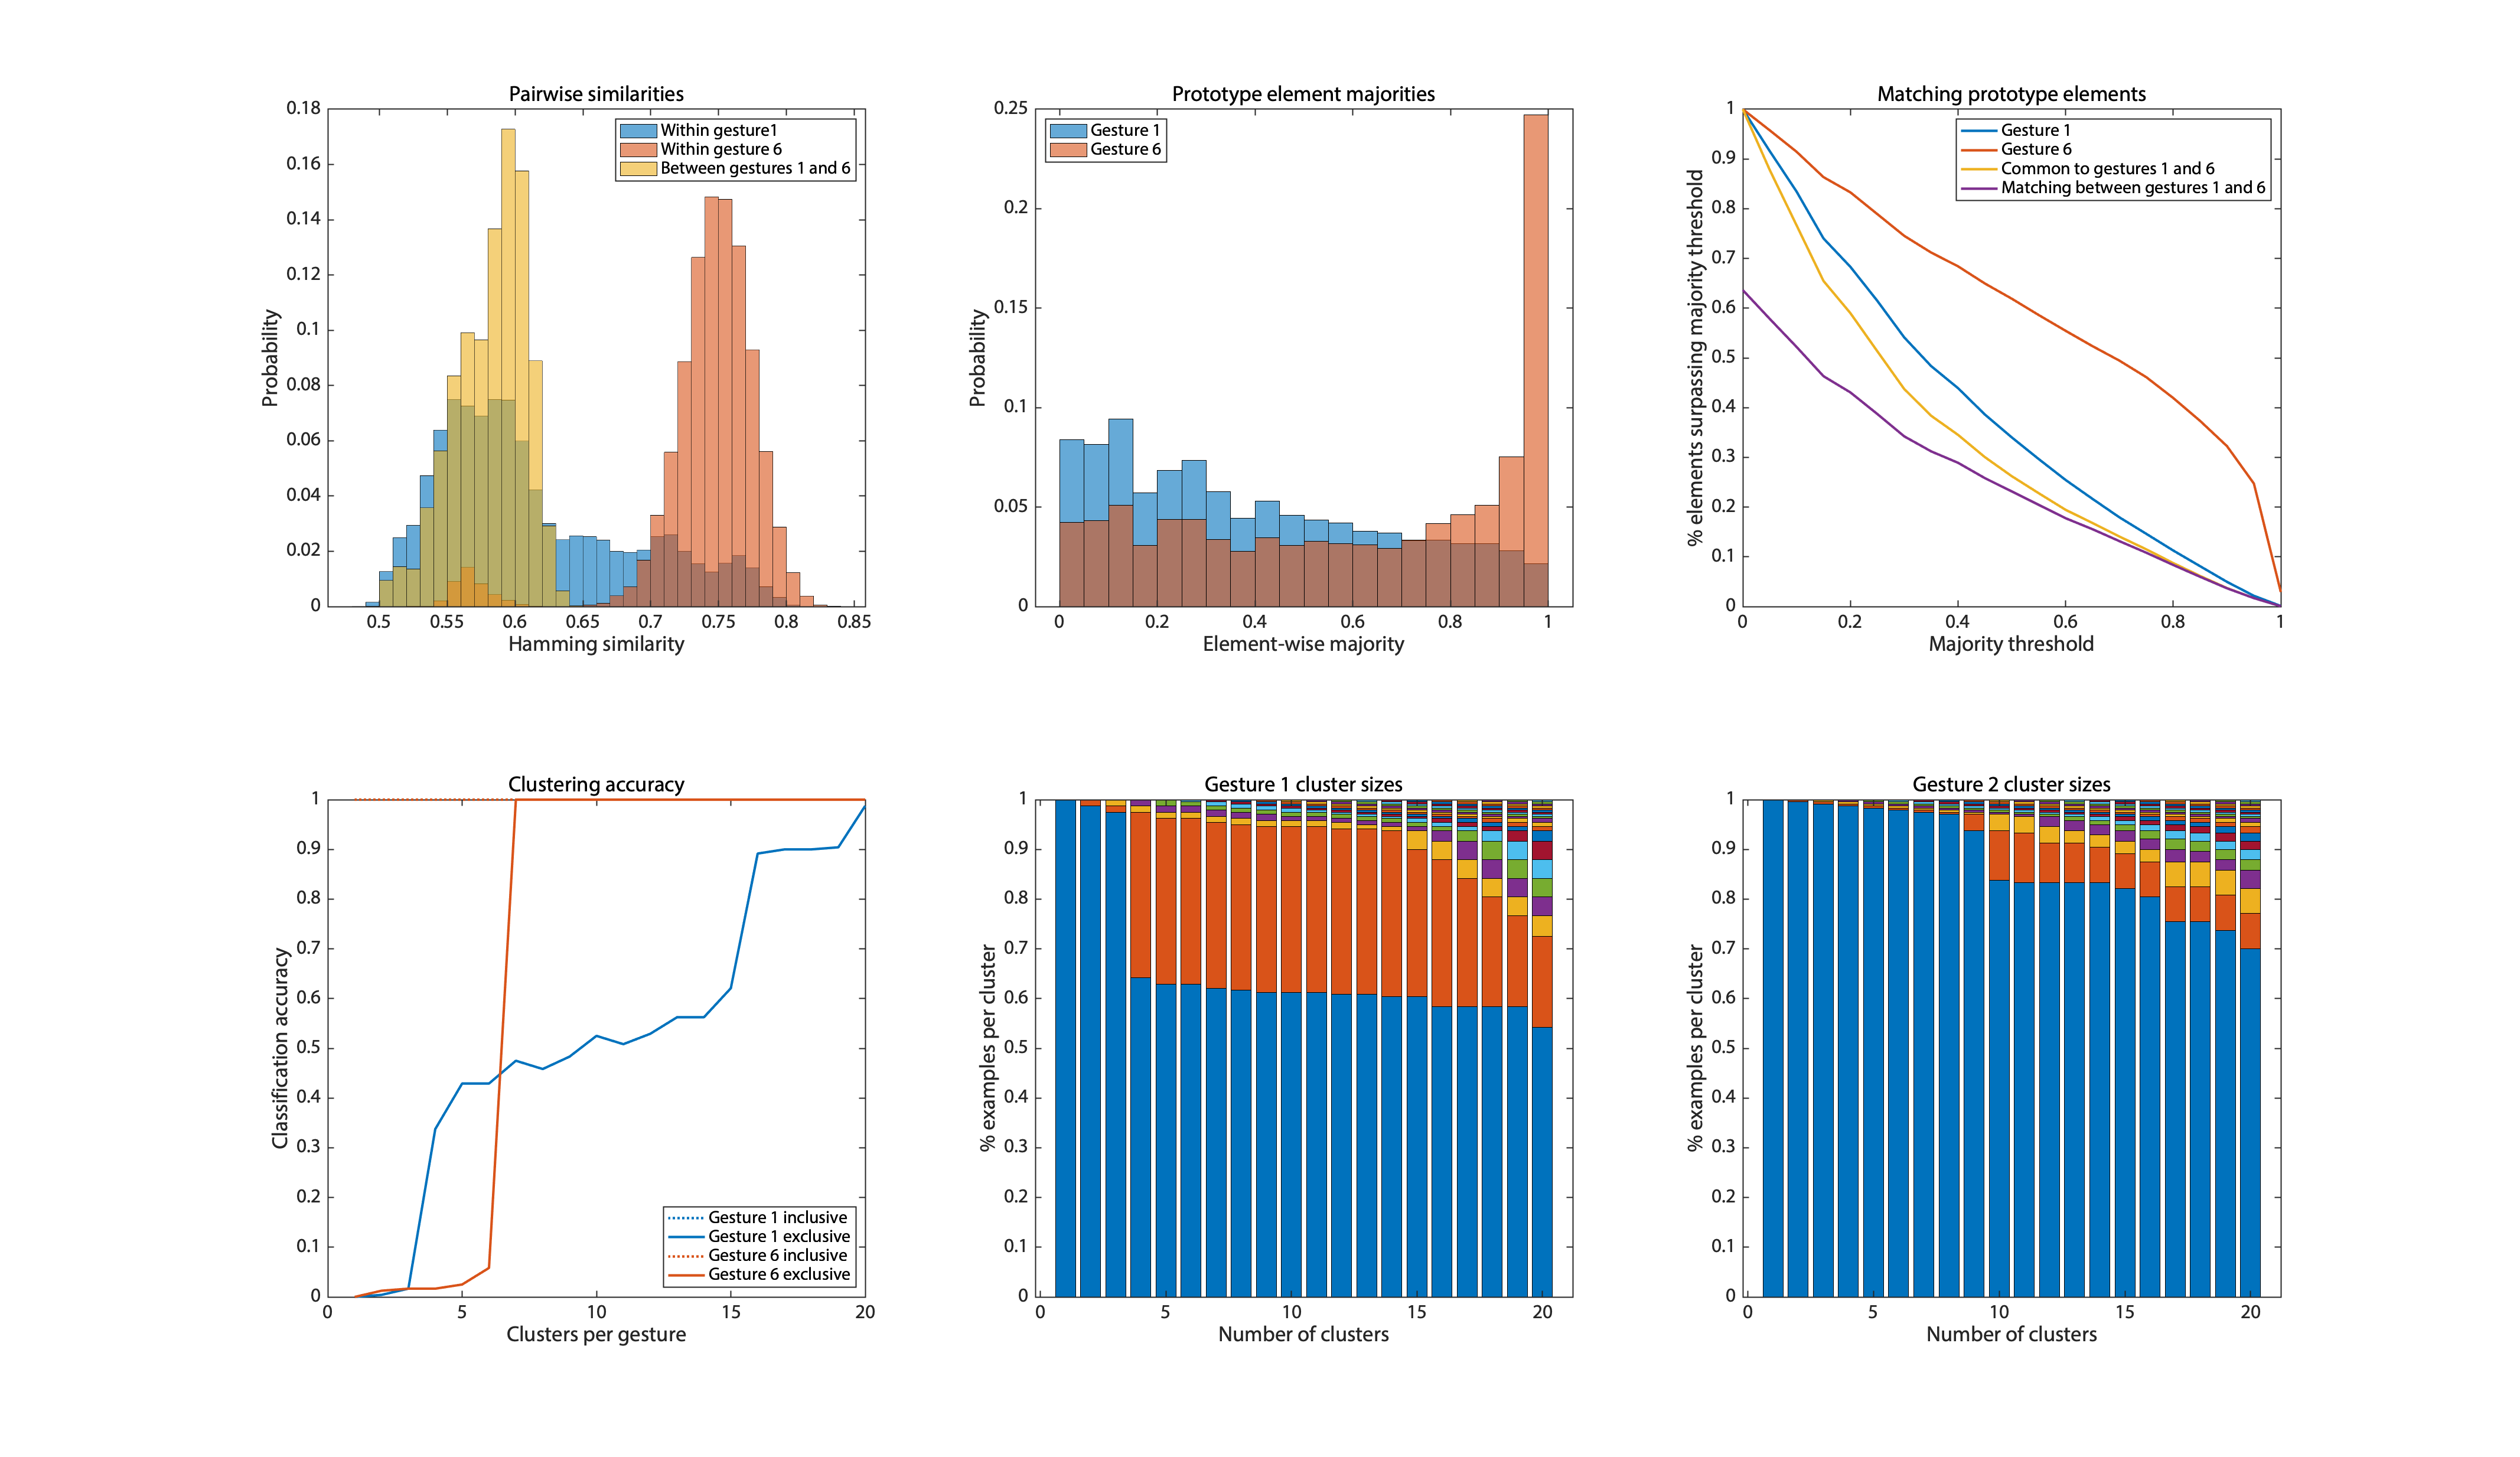 Pairwise similarities
0.18
0.16
0.14
0.12
0.1
0.08
0.06
0.04
0.02
0
Probability
Within gesture1
Within gesture 6
Between gestures 1 and 6
0.5 0.55 0.6 0.65 0.7 0.75 0.8 0.85
Hamming similarity
Prototype element majorities
0.25
0.2
0.15
0.1
0.05
0
Probability
Gesture 1
Gesture 6
0 0.2 0.4 0.6 0.8 1
Element-wise majority
Matching prototype elements
1
0.9
0.8
0.7
0.6
0.5
0.4
0.3
0.2
0.1
0
% elements surpassing majority threshold
Gesture 1
Gesture 6
Common to gestures 1 and 6
Matching between gestures 1 and 6
0 0.2 0.4 0.6 0.8 1
Majority threshold
Clustering accuracy
1
0.9
0.8
0.7
0.6
0.5
0.4
0.3
0.2
0.1
0
Classification accuracy
Gesture 1 inclusive
Gesture 1 exclusive
Gesture 6 inclusive
Gesture 6 exclusive
0 5 10 15 20
Clusters per gesture
Gesture 1 cluster sizes
1
0.9
0.8
0.7
0.6
0.5
0.4
0.3
0.2
0.1
0
% examples per cluster
0 5 10 15 20
Number of clusters
Gesture 2 cluster sizes
1
0.9
0.8
0.7
0.6
0.5
0.4
0.3
0.2
0.1
0
% examples per cluster
0 5 10 15 20
Number of clusters